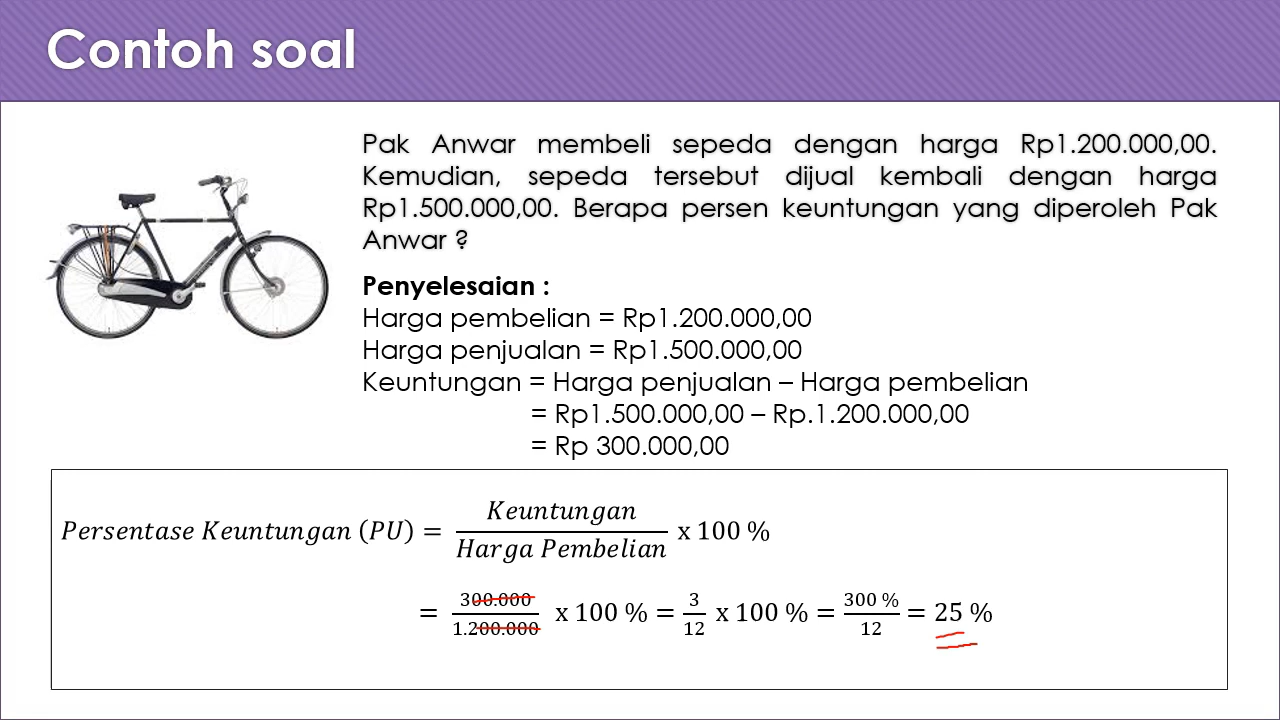 Contoh soal
Pak Anwar membeli sepeda dengan harga Rp1.200.000,00.
Kemudian, sepeda tersebut dijual kembali dengan harga
Rp1.500.000,00. Berapa persen keuntungan yang diperoleh Pak
Anwar ?
Penyelesaian :
Harga pembelian = Rp1.200.000,00
Harga penjualan = Rp1.500.000,00
Keuntungan = Harga penjualan – Harga pembelian
= Rp1.500.000,00 – Rp.1.200.000,00
= Rp 300.000,00
Persentase Keuntungan (PU) = Keuntungan / Harga Pembelian x 100 %
= 300.000 / 1.200.000 x 100 % = 3 / 12 x 100 % = 300 % / 12 = 25 %